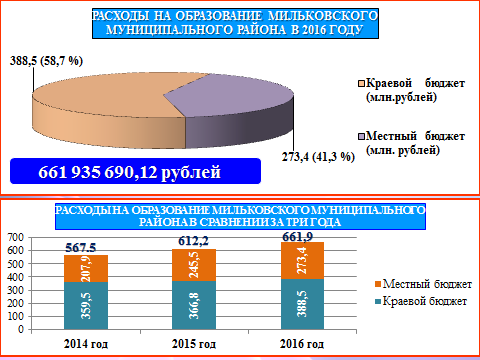 РАСХОДЫ НА ОБРАЗОВАНИЕ МИЛЬКОВСКОГО
МУНИЦИПАЛЬНОГО РАЙОНА В 2016 ГОДУ
388,5 (58,7 %)
Краевой бюджет
(млн.рублей)
Местный бюджет
(млн. рублей)
273,4 (41,3 %)
661 935 690,12 рублей
РАСХОДЫ НА ОБРАЗОВАНИЕ МИЛЬКОВСКОГО МУНИЦИПАЛЬНОГО
РАЙОНА В СРАВНЕНИИ ЗА ТРИ ГОДА
700
600
500
400
300
200
100
0
567.5
612,2
661,9
207,9
245,5
273,4
359,5
366,8
388,5
Местный бюджет
Краевой бюджет
2014 год
2015 год
2016 год